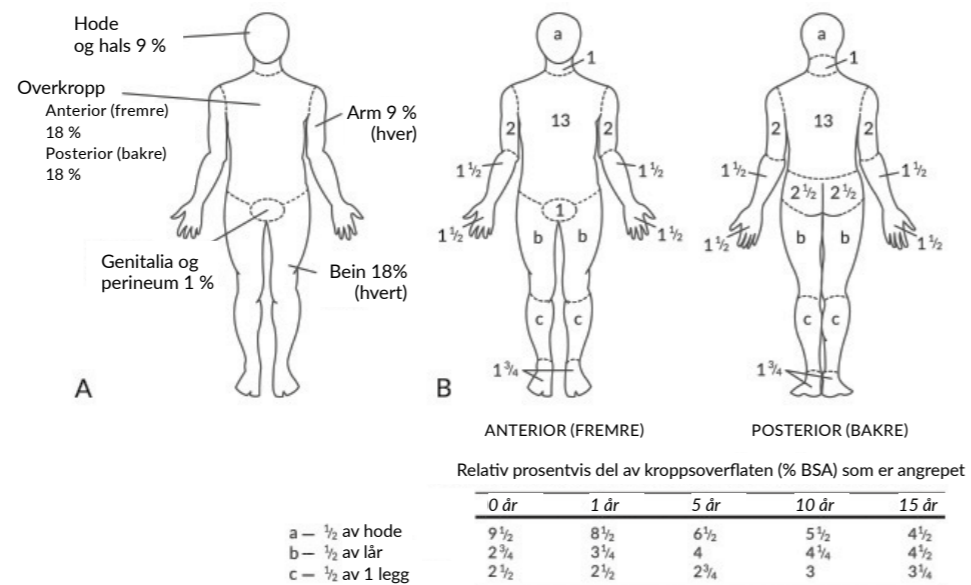 Hode
og hals 9 %
Overkropp
Anterior (fremre)
18 %
Posterior (bakre)
18 %
Arm 9 %
(hver)
Genitalia og
perineum 1 %
Bein 18%
(hvert)
A
a
1
2
13
2
1 ½
1 ½
1 ½
1
1 ½
b
b
c
c
1 ¾
B
ANTERIOR (FREMRE)
a
1
2
13
2
1 ½
1 ½
2 ½
2 ½
1 ½
1 ½
b
b
c
c
1 ¾
POSTERIOR (BAKRE)
Relativ prosentvis del av kroppsoverflaten (% BSA) som er angrepet
0 år 1 år 5 år 10 år 15 år
a — ½ av hode 9 ½ 8 ½ 6 ½ 5 ½ 4 ½
b — ½ av lår 2 ¾ 3 ¼ 4 4 ¼ 4 ½
c — ½ av 1 legg 2 ½ 2 ½ 2 ¾ 3 3 ¼